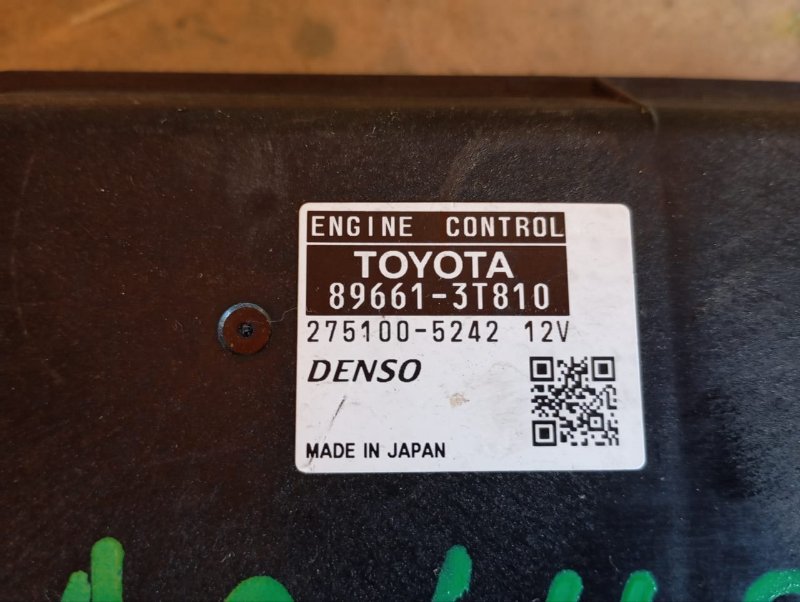 ENGINE CONTROL
TOYOTA
89661-3T810
275100-5242 12V
DENSO
MADE IN JAPAN